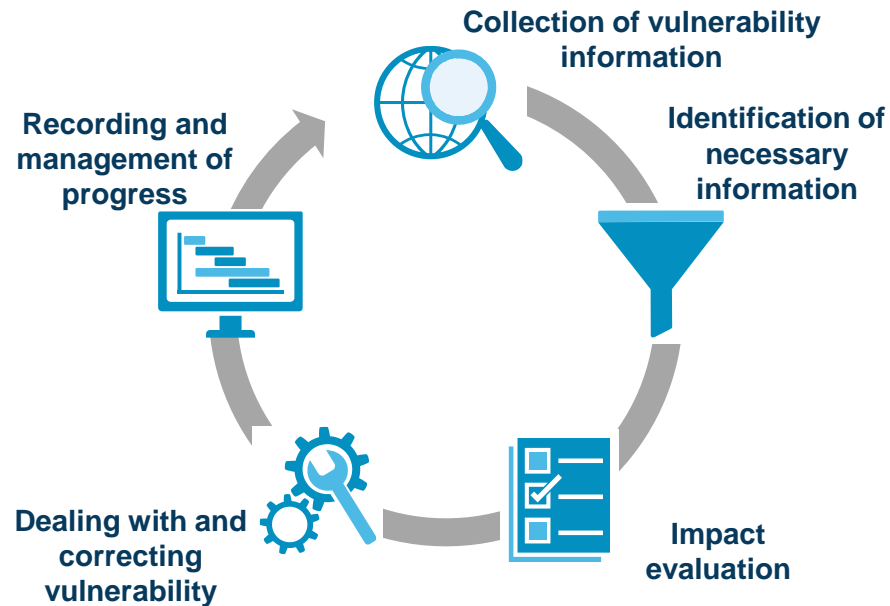 Collection of vulnerability
information
Identification of
necessary
information
Impact
evaluation
Dealing with and
correcting
vulnerability
Recording and
management of
progress